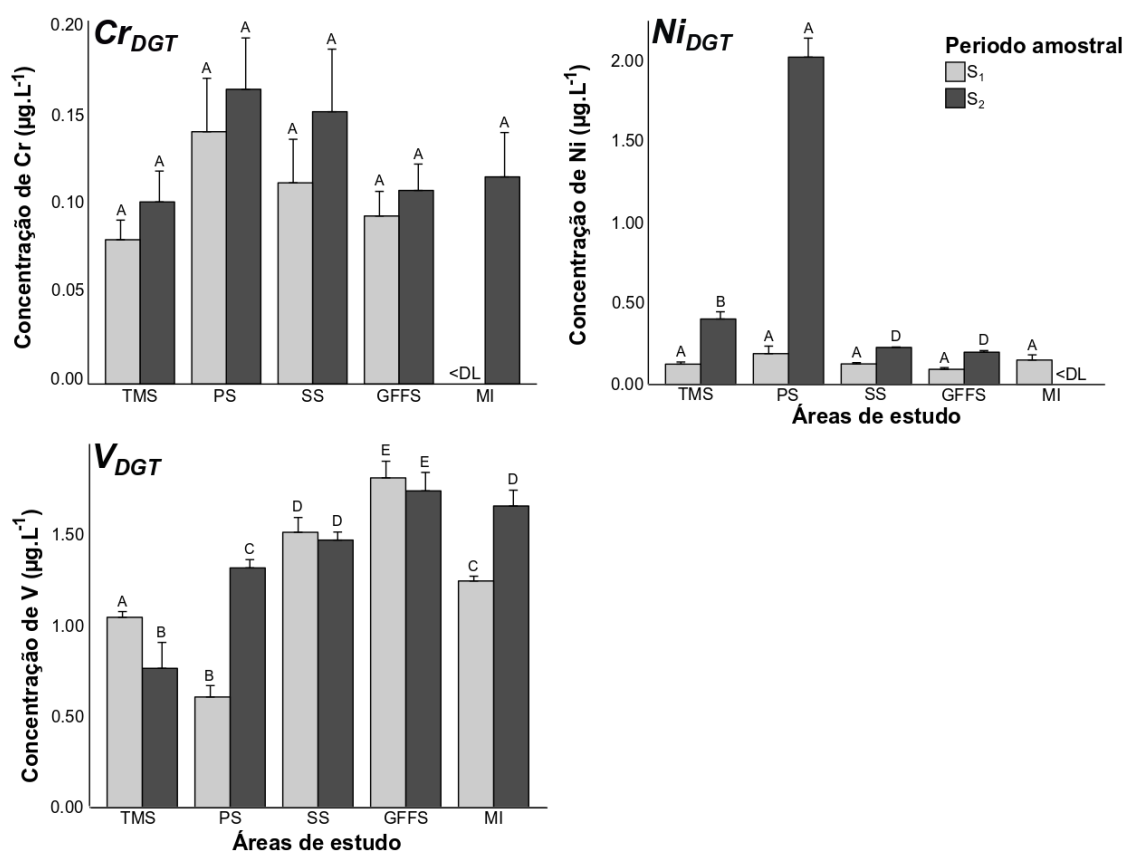 Cr_DGT
Concentração de Cr (µg.L⁻¹)
0.20
0.15
0.10
0.05
0.00
A A A A A A A A A
<DL
TMS PS SS GFFS MI
Ni_DGT
Concentração de Ni (µg.L⁻¹)
2.00
1.50
1.00
0.50
0.00
A B A A A D A D A
<DL
TMS PS SS GFFS MI
Áreas de estudo
Periodo amostral
S₁
S₂
V_DGT
Concentração de V (µg.L⁻¹)
1.50
1.00
0.50
0.00
A B B C D D E E C D
TMS PS SS GFFS MI
Áreas de estudo